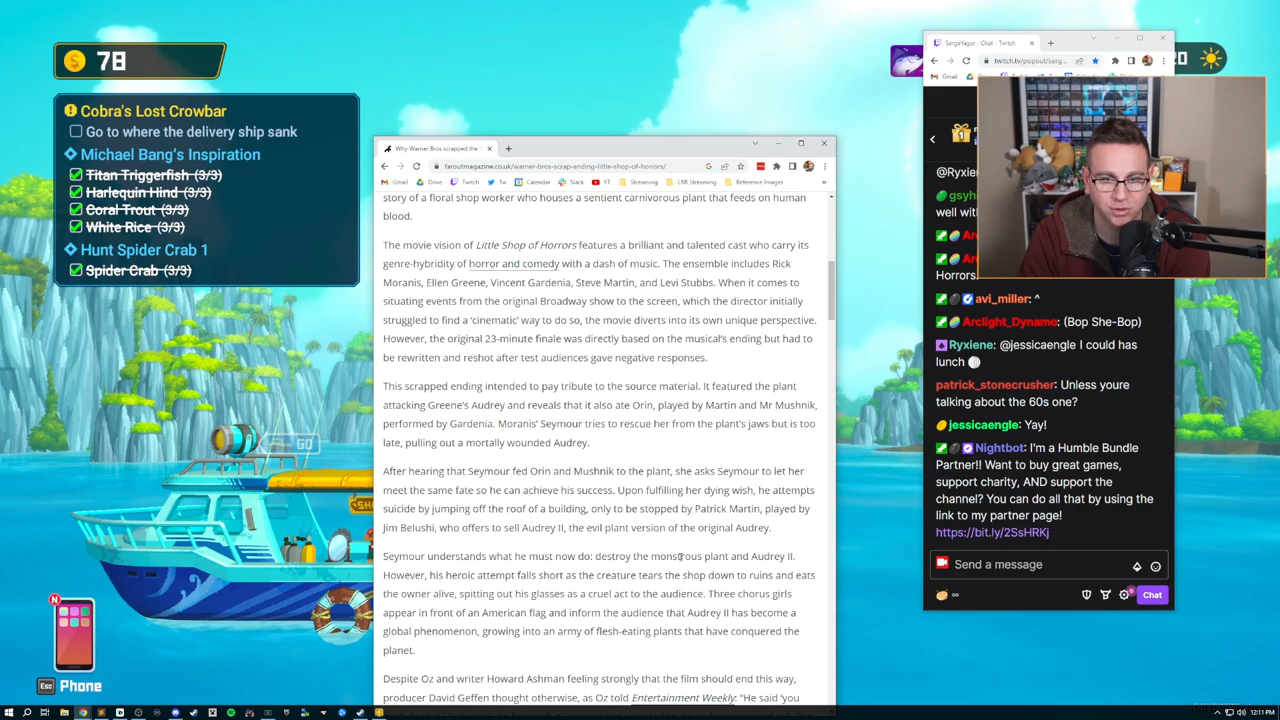 78
Cobra's Lost Crowbar
Go to where the delivery ship sank
Michael Bang's Inspiration
Titan Triggerfish (3/3)
Harlequin Hind (3/3)
Coral Trout (3/3)
White Rice (3/3)
Hunt Spider Crab 1
Spider Crab (3/3)
GO
N
Esc Phone
Why Warner Bros scrapped the
faroutmagazine.co.uk/warner-bros-scrap-ending-little-shop-of-horrors/
Gmail Drive Twitch Tw Calendar Slack YT Streaming LRR Streaming Reference Images
story of a floral shop worker who houses a sentient carnivorous plant that feeds on human
blood.
The movie vision of Little Shop of Horrors features a brilliant and talented cast who carry its
genre-hybridity of horror and comedy with a dash of music. The ensemble includes Rick
Moranis, Ellen Greene, Vincent Gardenia, Steve Martin, and Levi Stubbs. When it comes to
situating events from the original Broadway show to the screen, which the director initially
struggled to find a 'cinematic' way to do so, the movie diverts into its own unique perspective.
However, the original 23-minute finale was directly based on the musical's ending but had to
be rewritten and reshot after test audiences gave negative responses.
This scrapped ending intended to pay tribute to the source material. It featured the plant
attacking Greene's Audrey and reveals that it also ate Orin, played by Martin and Mr Mushnik,
performed by Gardenia. Moranis' Seymour tries to rescue her from the plant's jaws but is too
late, pulling out a mortally wounded Audrey.
After hearing that Seymour fed Orin and Mushnik to the plant, she asks Seymour to let her
meet the same fate so he can achieve his success. Upon fulfilling her dying wish, he attempts
suicide by jumping off the roof of a building, only to be stopped by Patrick Martin, played by
Jim Belushi, who offers to sell Audrey II, the evil plant version of the original Audrey.
Seymour understands what he must now do: destroy the monstrous plant and Audrey II.
However, his heroic attempt falls short as the creature tears the shop down to ruins and eats
the owner alive, spitting out his glasses as a cruel act to the audience. Three chorus girls
appear in front of an American flag and inform the audience that Audrey II has become a
global phenomenon, growing into an army of flesh-eating plants that have conquered the
planet.
Despite Oz and writer Howard Ashman feeling strongly that the film should end this way,
producer David Geffen thought otherwise, as Oz told Entertainment Weekly: "He said 'you
SergeYager - Chat - Twitch
twitch.tv/popout/serg...
Gmail
1
@Ryxien
gsyh
well with
Horrors
avi_miller: ^
Arclight_Dynamo: (Bop She-Bop)
Ryxiene: @jessicaengle I could has
lunch
patrick_stonecrusher: Unless youre
talking about the 60s one?
jessicaengle: Yay!
Nightbot: I'm a Humble Bundle
Partner!! Want to buy great games,
support charity, AND support the
channel? You can do all that by using the
link to my partner page!
https://bit.ly/2SsHRKj
Send a message
Chat
12:11 PM